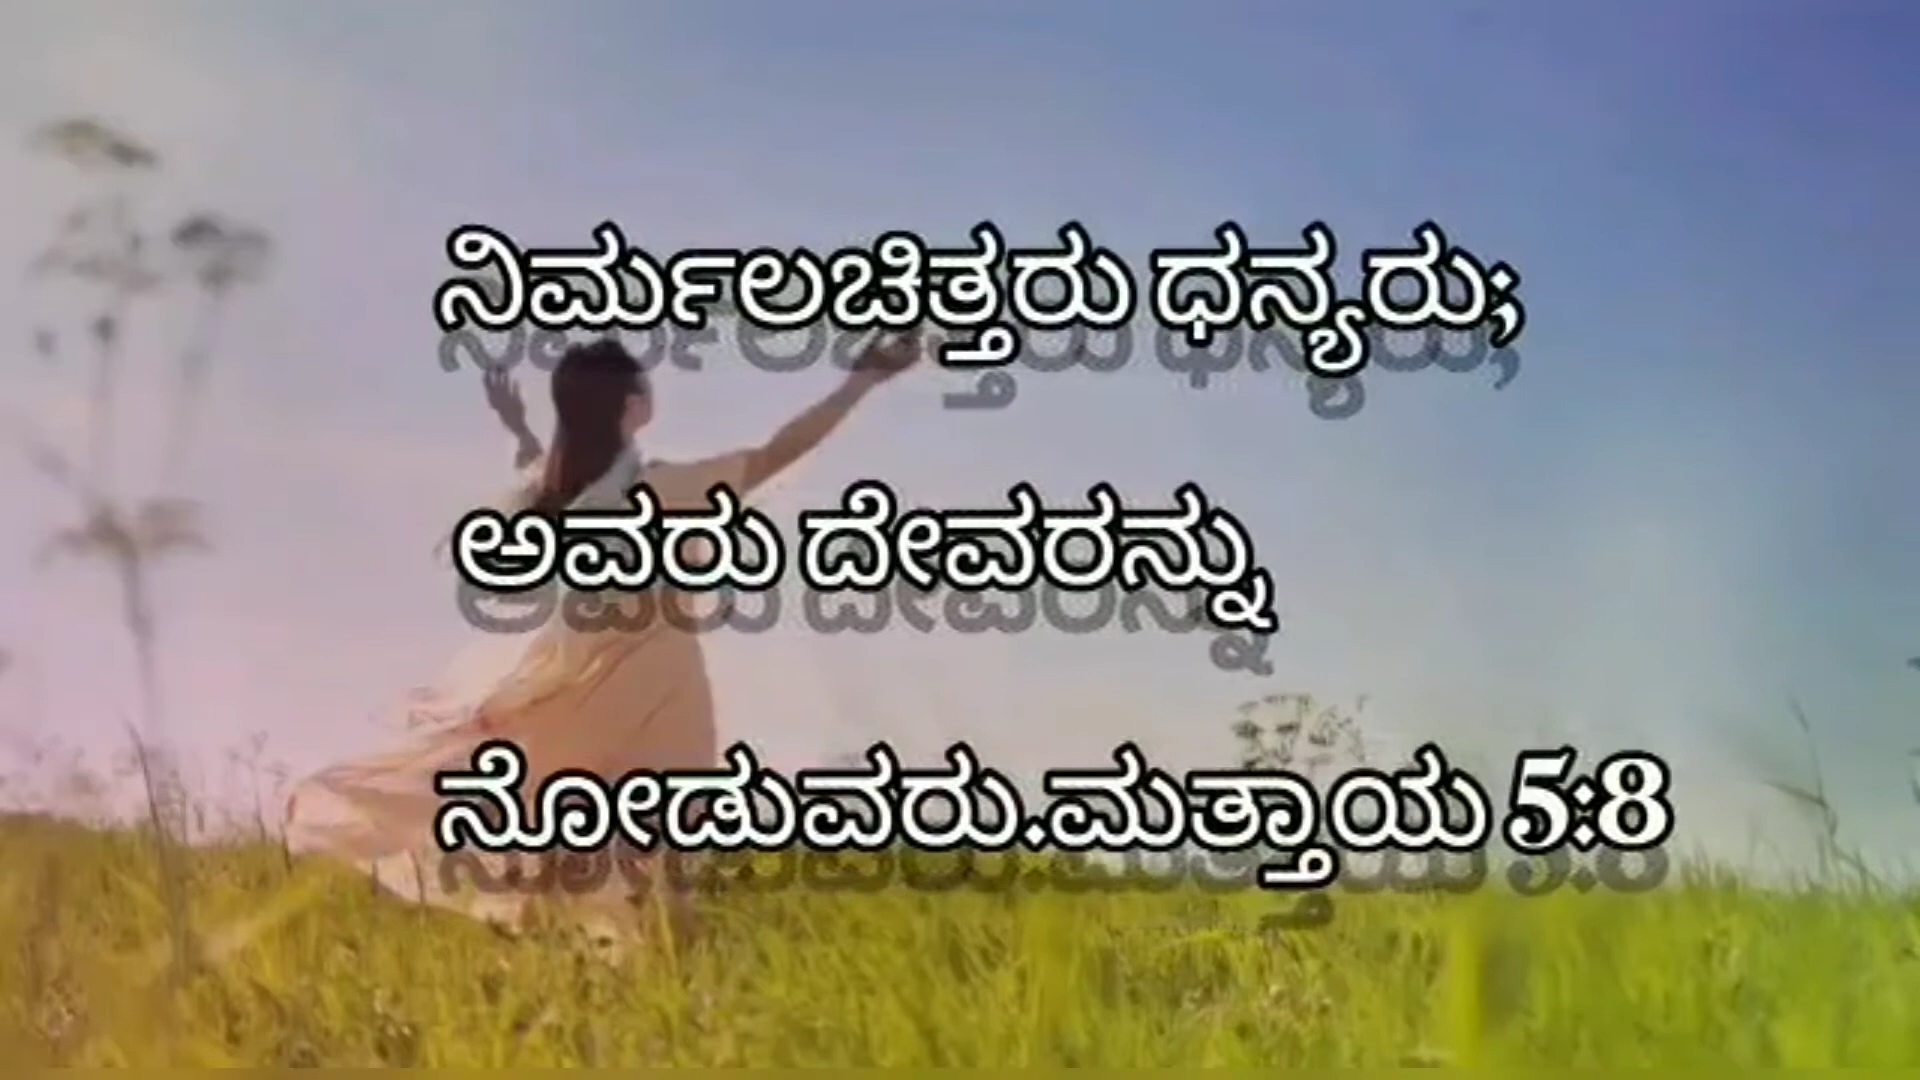 ನಿರ್ಮಲಚಿತ್ತರು ಧನ್ಯರು;
ಅವರು ದೇವರನ್ನು
ನೋಡುವರು.ಮತ್ತಾಯ 5:8